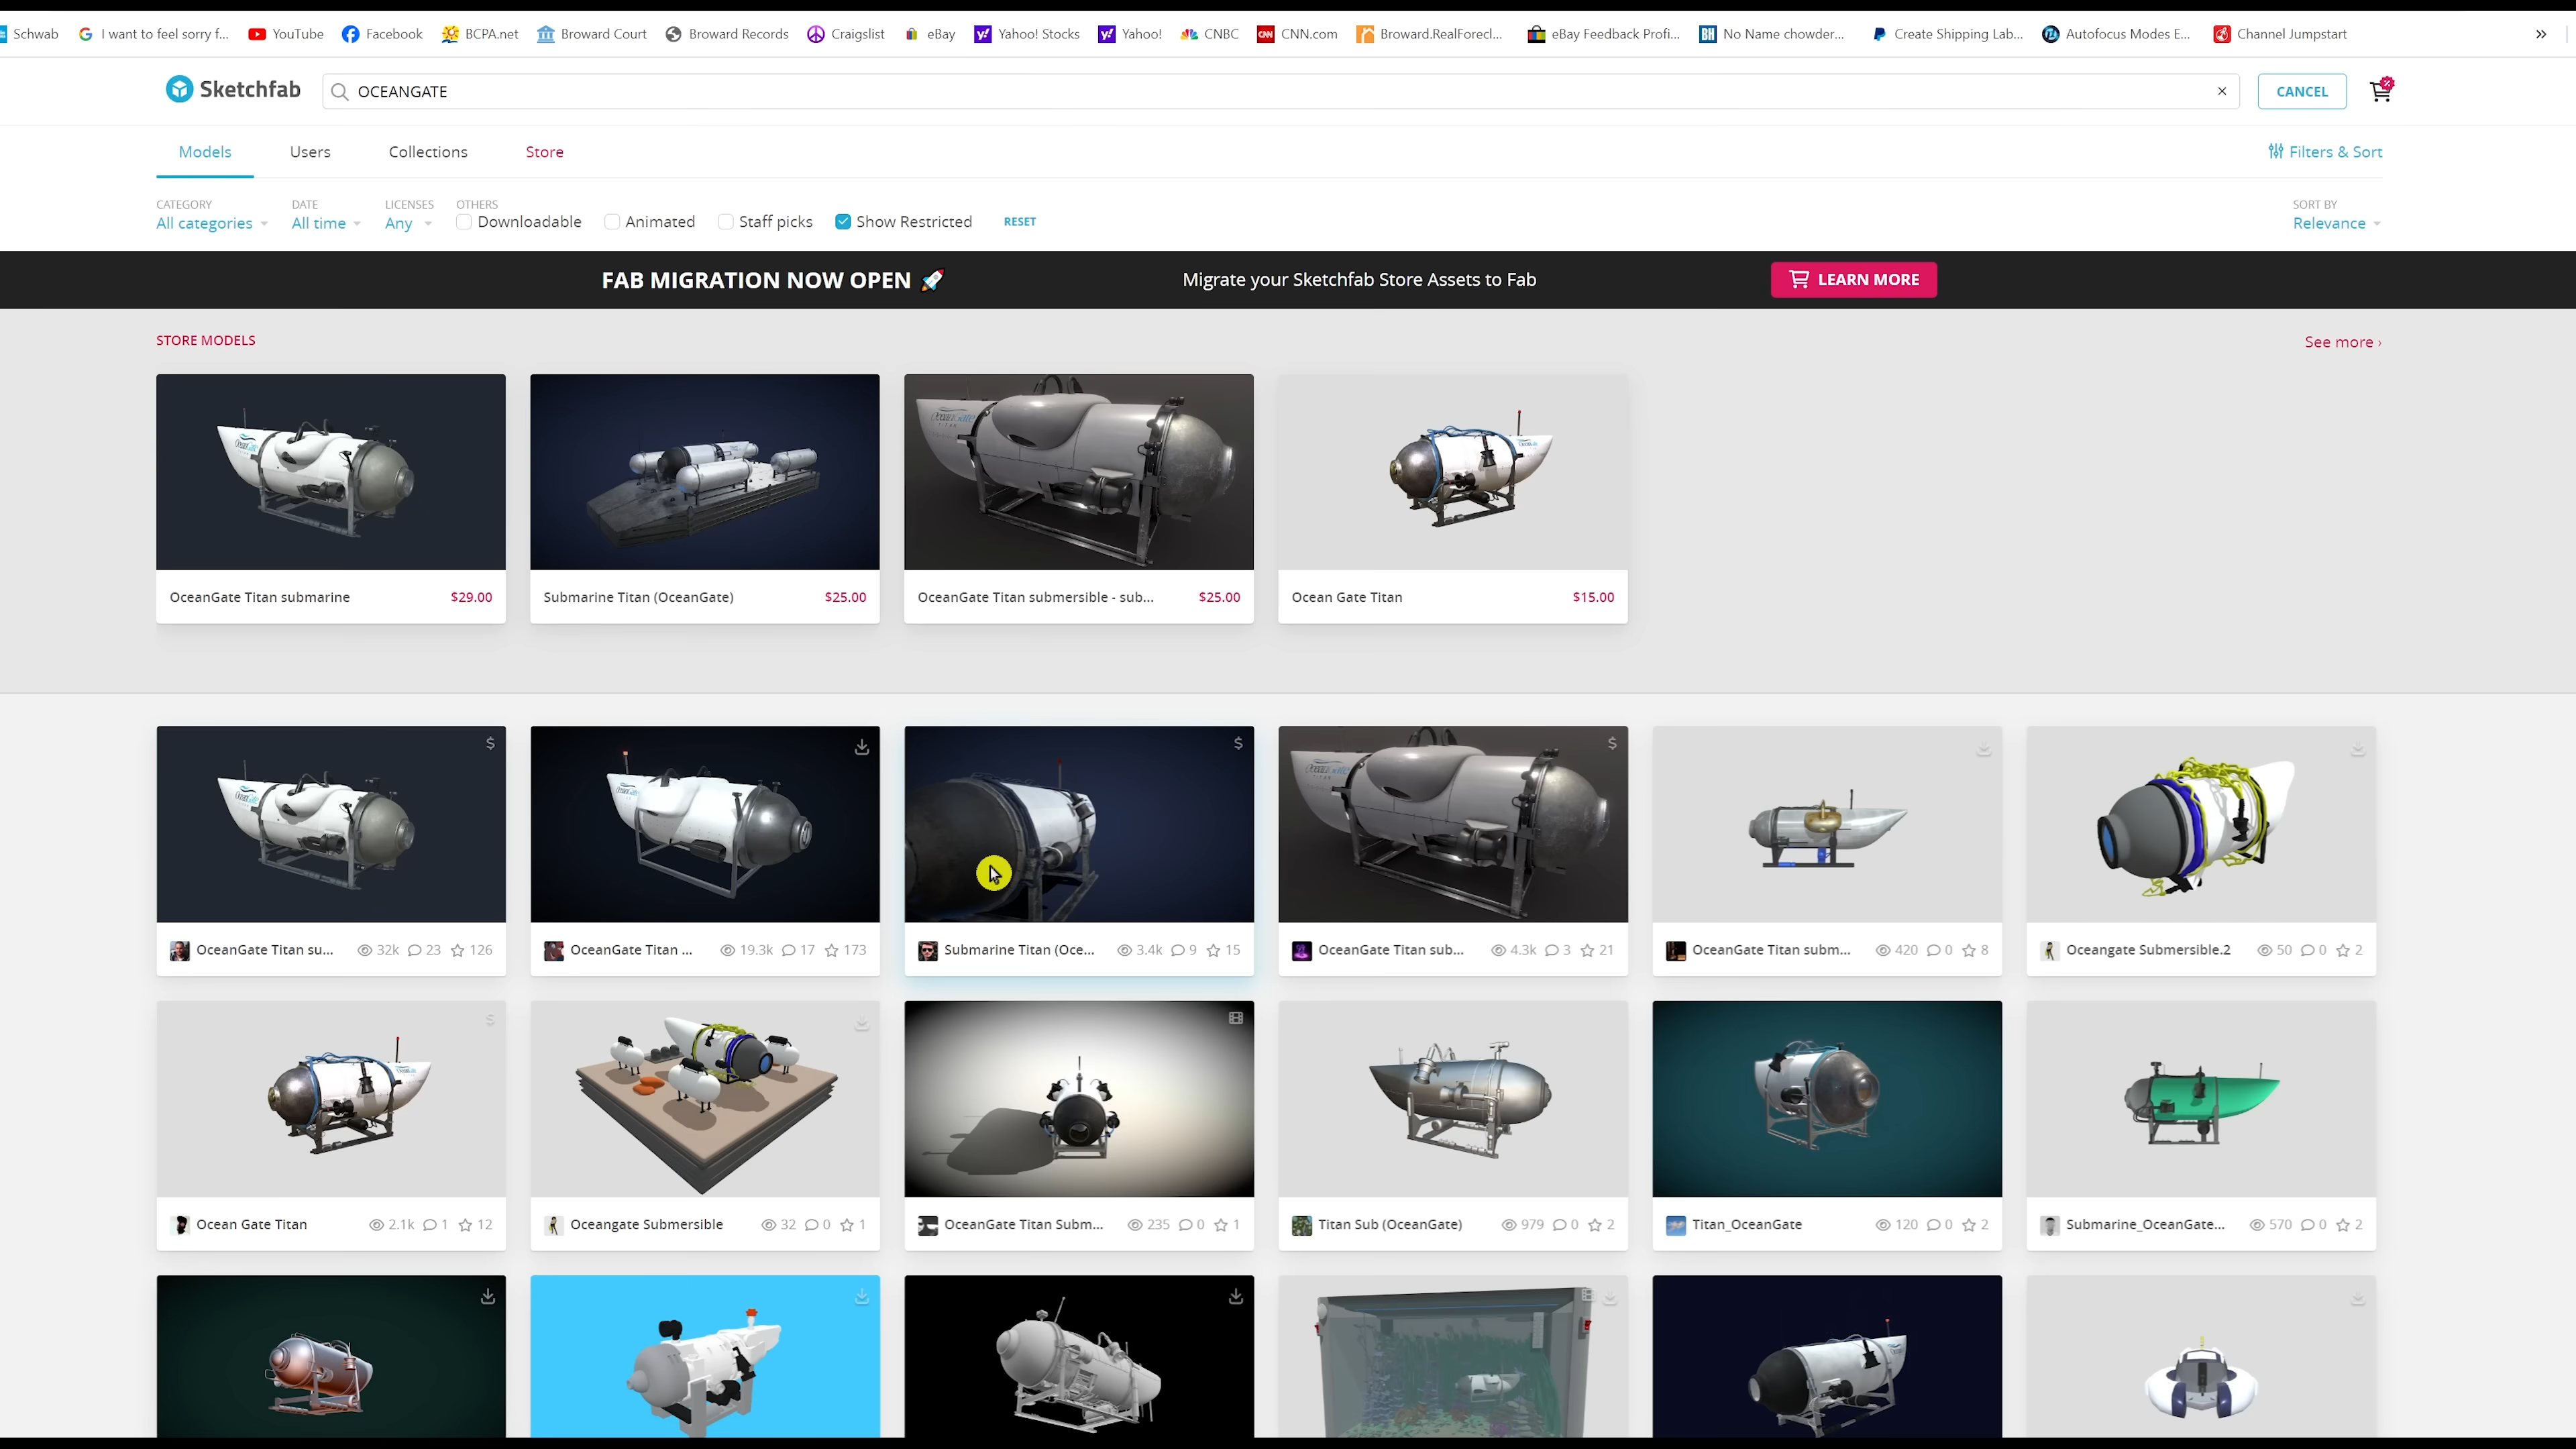 Schwab
I want to feel sorry f...
YouTube
Facebook
BCPA.net
Broward Court
Broward Records
Craigslist
eBay
Yahoo! Stocks
Yahoo!
CNBC
CNN.com
Broward.RealForecl...
eBay Feedback Profi...
No Name chowder...
Create Shipping Lab...
Autofocus Modes E...
Channel Jumpstart
Sketchfab
OCEANGATE
CANCEL
Models
Users
Collections
Store
Filters & Sort
CATEGORY
All categories
DATE
All time
LICENSES
Any
OTHERS
Downloadable
Animated
Staff picks
Show Restricted
RESET
SORT BY
Relevance
FAB MIGRATION NOW OPEN
Migrate your Sketchfab Store Assets to Fab
LEARN MORE
STORE MODELS
See more ›
OceanGate Titan submarine $29.00
Submarine Titan (OceanGate) $25.00
OceanGate Titan submersible - sub... $25.00
Ocean Gate Titan $15.00
OceanGate Titan su... 32k 23 126
OceanGate Titan ... 19.3k 17 173
Submarine Titan (Oce... 3.4k 9 15
OceanGate Titan sub... 4.3k 3 21
OceanGate Titan subm... 420 0 8
Oceangate Submersible.2 50 0 2
Ocean Gate Titan 2.1k 1 12
Oceangate Submersible 32 0 1
OceanGate Titan Subm... 235 0 1
Titan Sub (OceanGate) 979 0 2
Titan_OceanGate 120 0 2
Submarine_OceanGate... 570 0 2